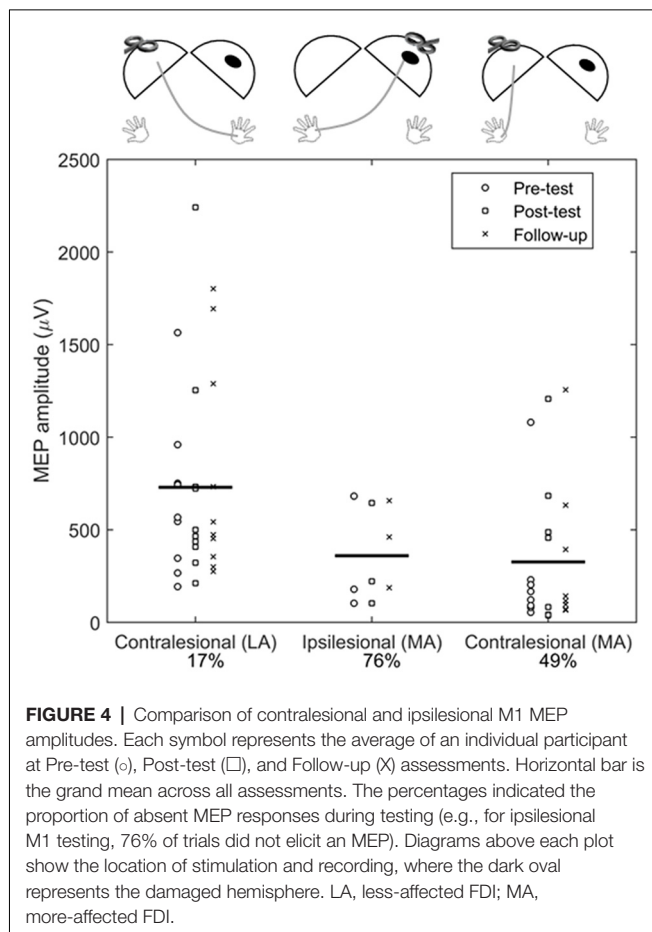 2500
2000
1500
1000
500
0
MEP amplitude (μV)
Pre-test
Post-test
Follow-up
Contralesional (LA)
17%
Ipsilesional (MA)
76%
Contralesional (MA)
49%
FIGURE 4 | Comparison of contralesional and ipsilesional M1 MEP
amplitudes. Each symbol represents the average of an individual participant
at Pre-test (○), Post-test (□), and Follow-up (X) assessments. Horizontal bar is
the grand mean across all assessments. The percentages indicated the
proportion of absent MEP responses during testing (e.g., for ipsilesional
M1 testing, 76% of trials did not elicit an MEP). Diagrams above each plot
show the location of stimulation and recording, where the dark oval
represents the damaged hemisphere. LA, less-affected FDI; MA,
more-affected FDI.